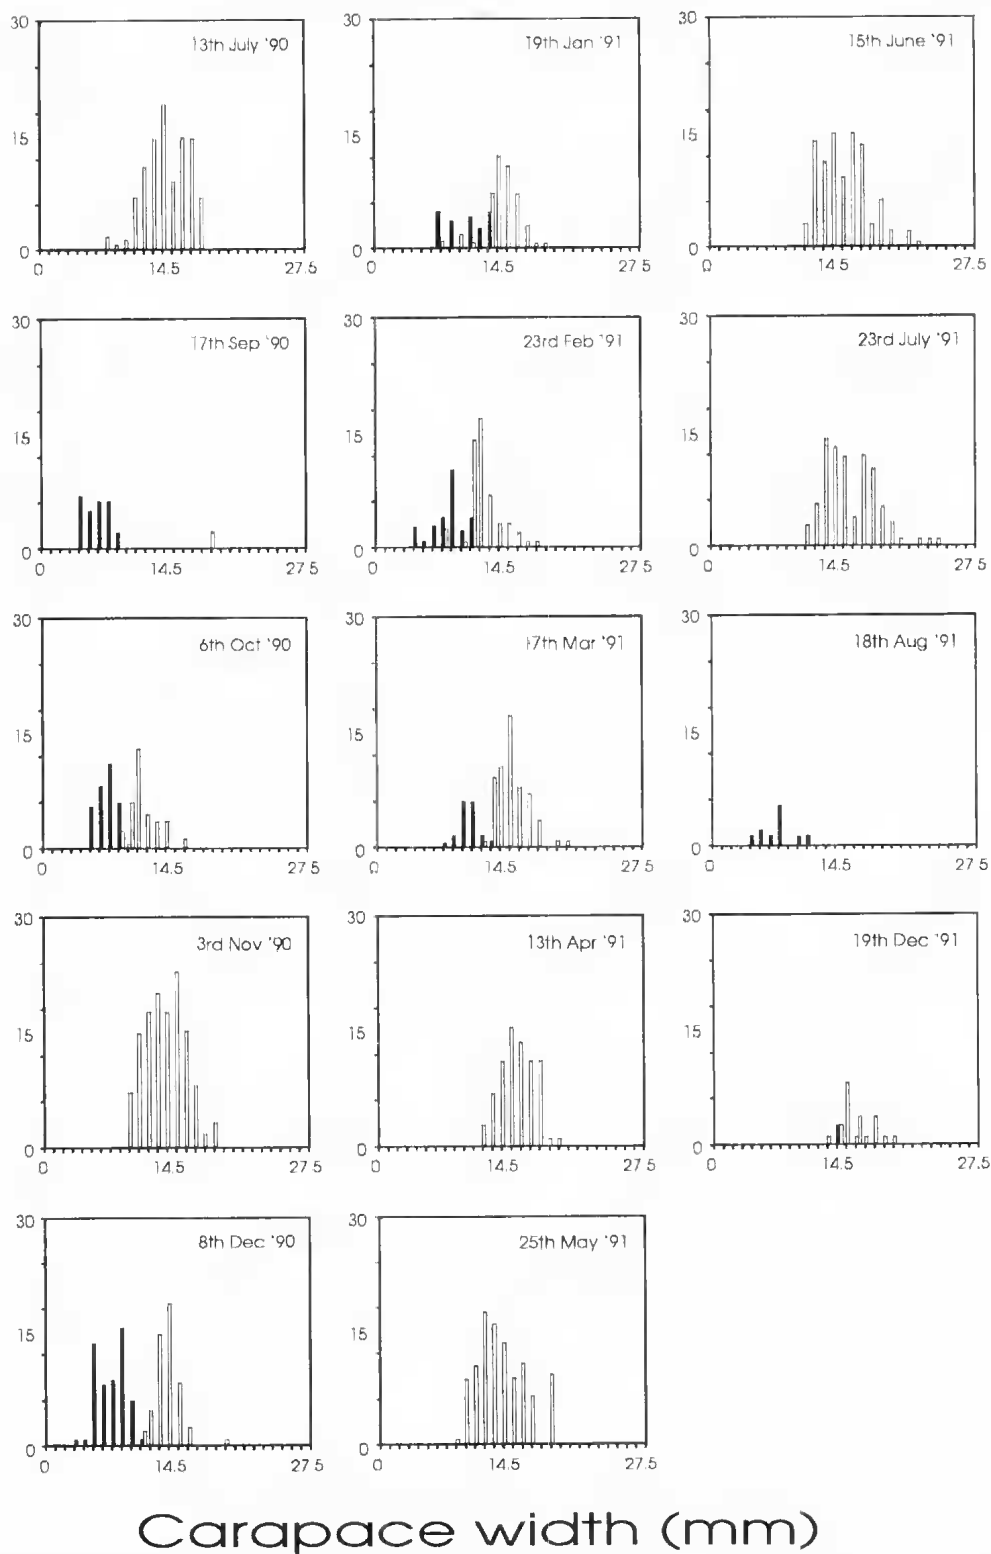 30 13th July '90
15
0
0 14.5 27.5
19th Jan '91
15
0
0 14.5 27.5
30 15th June '91
15
0
0 14.5 27.5
30 17th Sep '90
15
0
0 14.5 27 5
30 23rd Feb '91
15
0
0 14.5 27 5
30 23rd July '91
15
0
0 14.5 27.5
30 6th Oct '90
15
0
0 14.5 27 5
30 17th Mar '91
15
0
0 14.5 27 5
30 18th Aug '91
15
0
0 14.5 27 5
30 3rd Nov '90
15
0
0 14.5 27 5
30 13th Apr '91
15
0
0 14.5 27 5
30 19th Dec '91
15
0
0 14.5 27.5
30 8th Dec '90
15
0
0 14.5 27 5
30 25th May '91
15
0
0 14.5 27.5
Carapace width (mm)